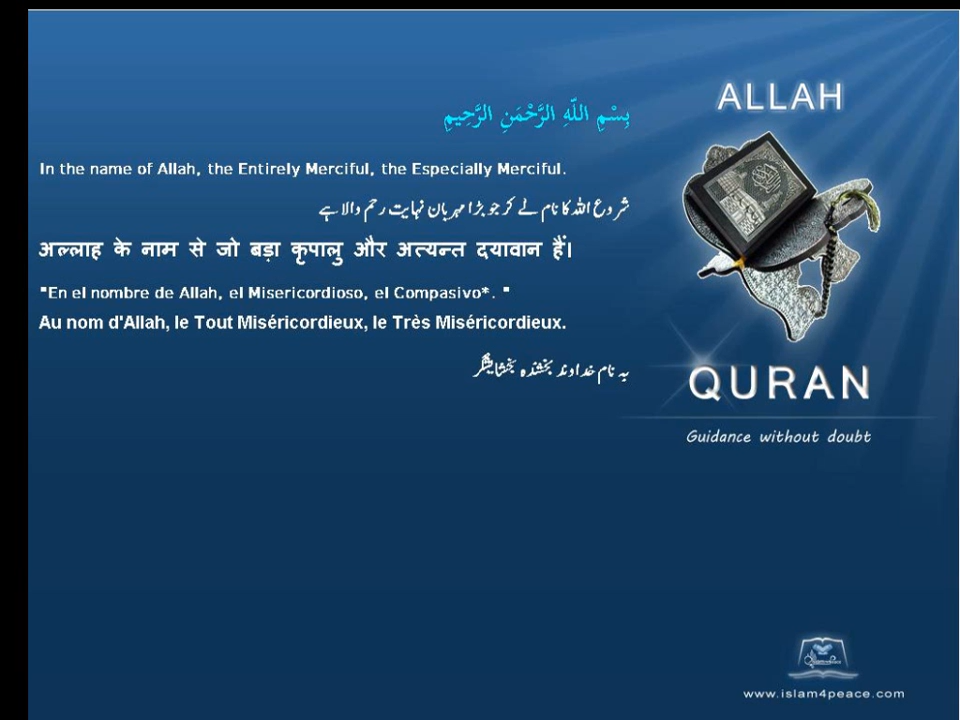 بِسْمِ اللَّهِ الرَّحْمَنِ الرَّحِيمِ
In the name of Allah, the Entirely Merciful, the Especially Merciful.
شروع الله کا نام لے کر جو بڑا مہربان نہایت رحم والا ہے
अल्लाह के नाम से जो बड़ा कृपालु और अत्यन्त दयावान हैं।
"En el nombre de Allah, el Misericordioso, el Compasivo*. "
Au nom d'Allah, le Tout Miséricordieux, le Très Miséricordieux.
به نام خداوند بخشنده بخشایشگر
ALLAH
QURAN
Guidance without doubt
www.islam4peace.com